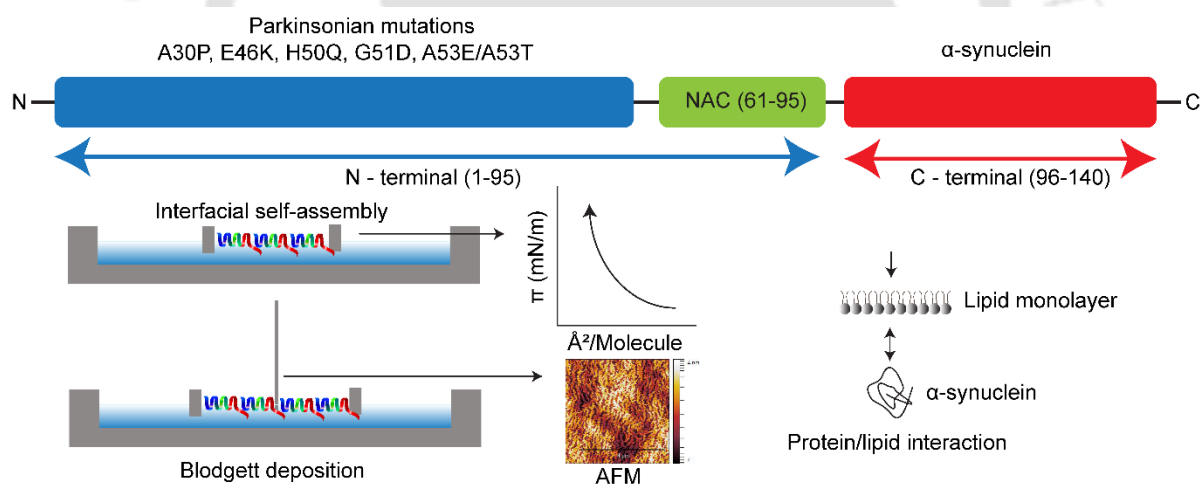 Parkinsonian mutations
A30P, E46K, H50Q, G51D, A53E/A53T
α-synuclein
N
NAC (61-95)
C
N - terminal (1-95)
C - terminal (96-140)
Interfacial self-assembly
π (mN/m)
Å²/Molecule
Lipid monolayer
α-synuclein
Protein/lipid interaction
Blodgett deposition
AFM